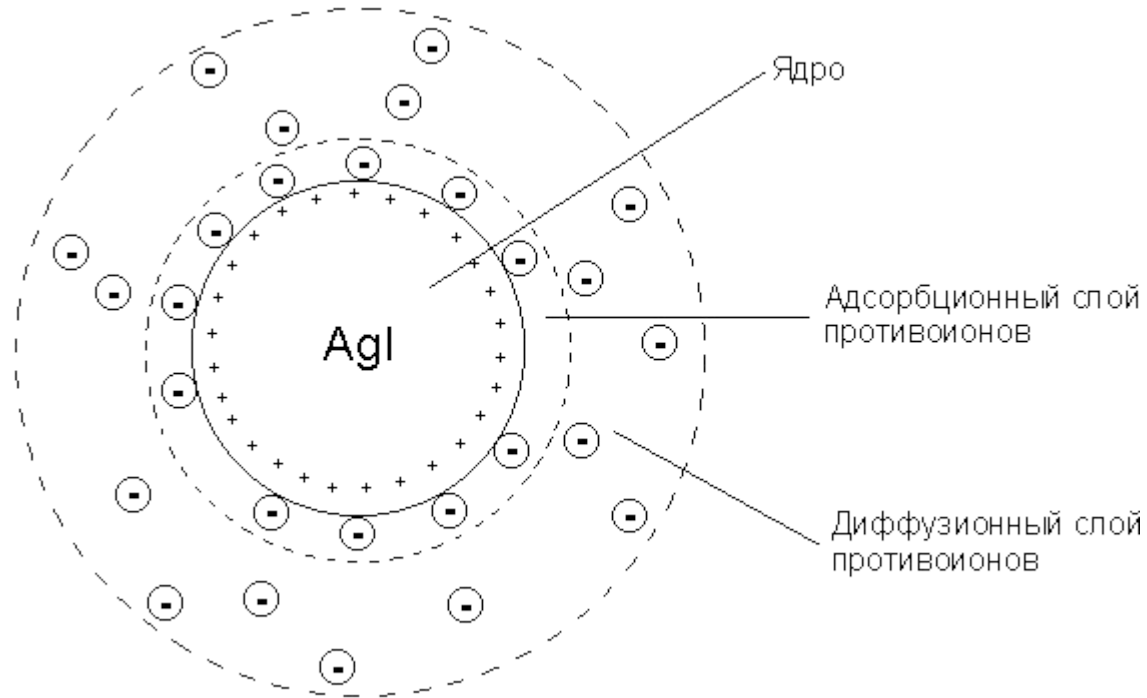 Ядро
Адсорбционный слой
противоионов
AgI
Диффузионный слой
противоионов